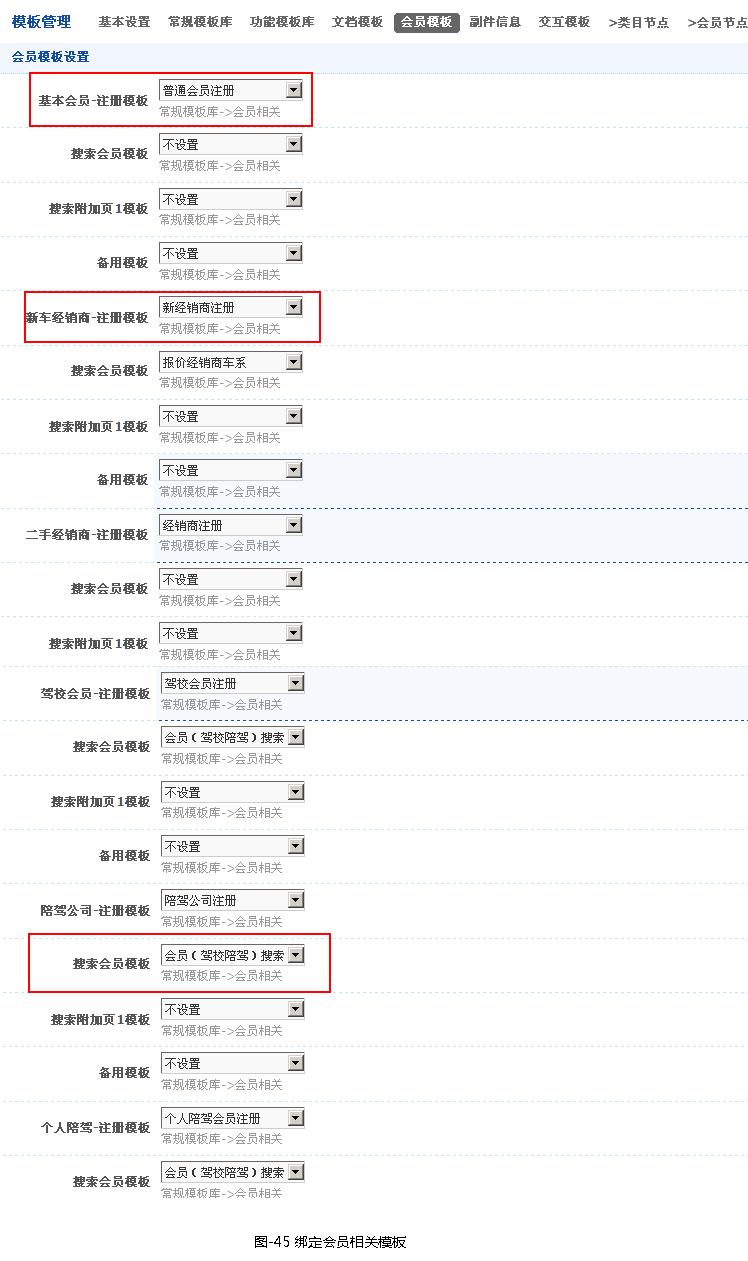 模板管理 基本设置 常规模板库 功能模板库 文档模板 会员模板 副件信息 交互模板 >类目节点 >会员节点
会员模板设置
基本会员-注册模板 普通会员注册
常规模板库->会员相关
搜索会员模板 不设置
常规模板库->会员相关
搜索附加页1模板 不设置
常规模板库->会员相关
备用模板 不设置
常规模板库->会员相关
新车经销商-注册模板 新经销商注册
常规模板库->会员相关
搜索会员模板 报价经销商车系
常规模板库->会员相关
搜索附加页1模板 不设置
常规模板库->会员相关
备用模板 不设置
常规模板库->会员相关
二手经销商-注册模板 经销商注册
常规模板库->会员相关
搜索会员模板 不设置
常规模板库->会员相关
搜索附加页1模板 不设置
常规模板库->会员相关
驾校会员-注册模板 驾校会员注册
常规模板库->会员相关
搜索会员模板 会员（驾校陪驾）搜索
常规模板库->会员相关
搜索附加页1模板 不设置
常规模板库->会员相关
备用模板 不设置
常规模板库->会员相关
陪驾公司-注册模板 陪驾公司注册
常规模板库->会员相关
搜索会员模板 会员（驾校陪驾）搜索
常规模板库->会员相关
搜索附加页1模板 不设置
常规模板库->会员相关
备用模板 不设置
常规模板库->会员相关
个人陪驾-注册模板 个人陪驾会员注册
常规模板库->会员相关
搜索会员模板 会员（驾校陪驾）搜索
常规模板库->会员相关
图-45 绑定会员相关模板